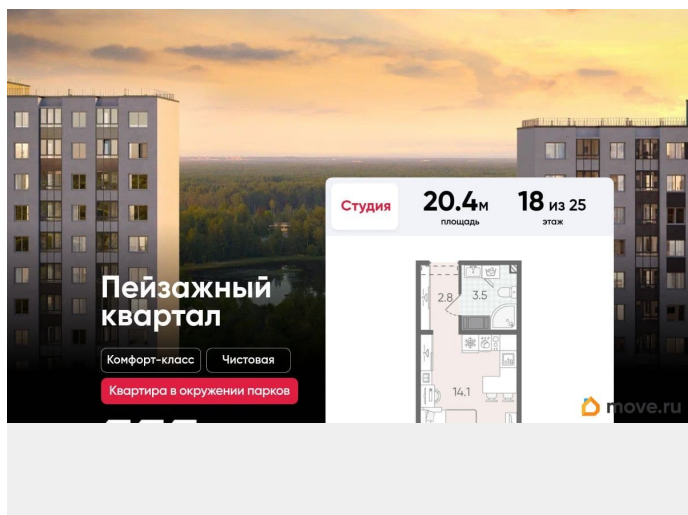 Студия
20.4м
площадь
18 из 25
этаж
Пейзажный
квартал
2.8
3.5
Комфорт-класс
Чистовая
Квартира в окружении парков
14.1
move.ru